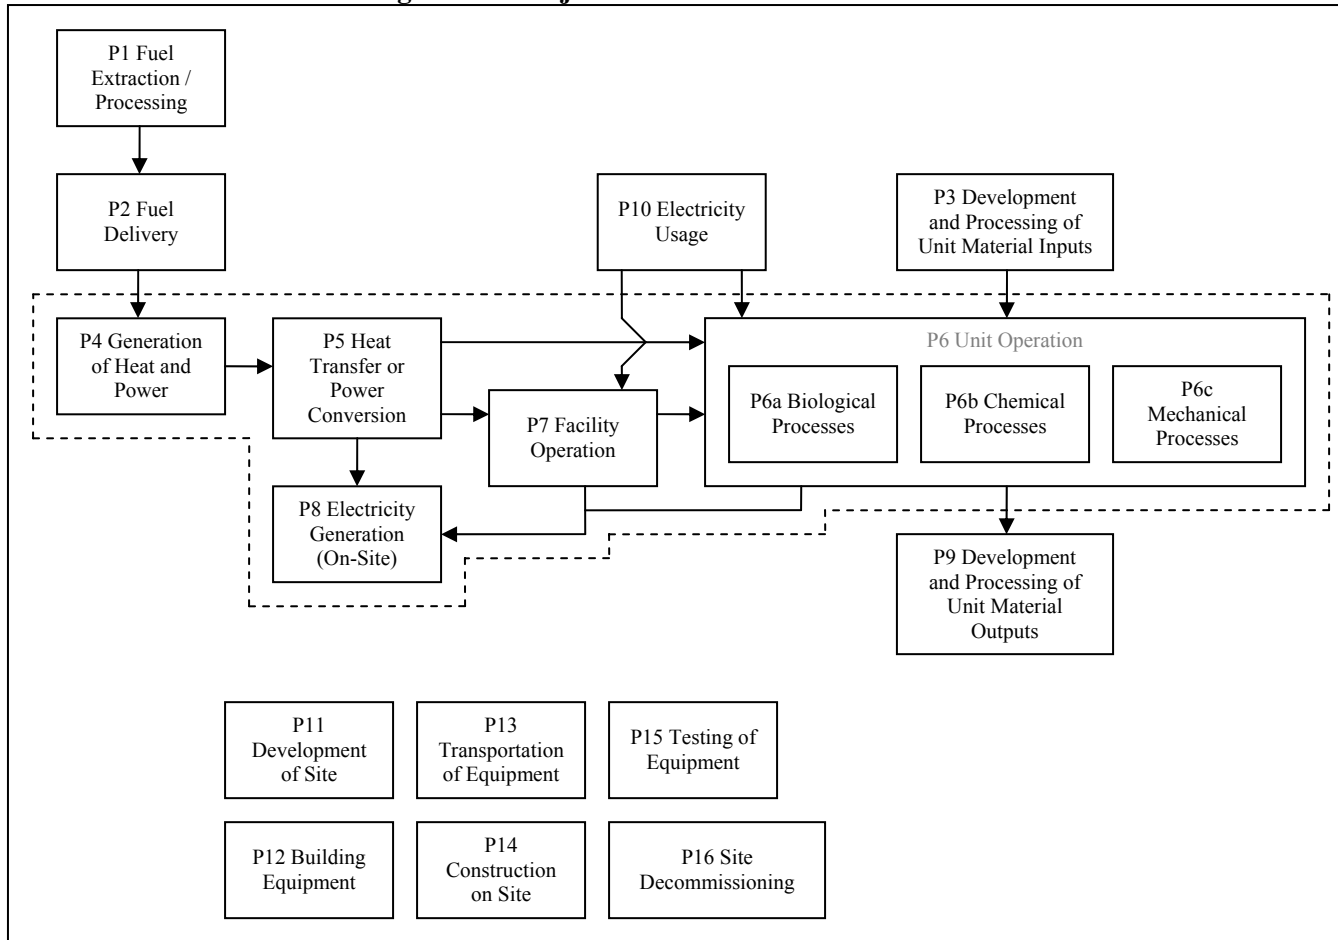 P1 Fuel
Extraction /
Processing
P2 Fuel
Delivery
P10 Electricity
Usage
P3 Development
and Processing of
Unit Material Inputs
P4 Generation
of Heat and
Power
P5 Heat
Transfer or
Power
Conversion
P6 Unit Operation
P6a Biological
Processes
P6b Chemical
Processes
P6c
Mechanical
Processes
P7 Facility
Operation
P8 Electricity
Generation
(On-Site)
P9 Development
and Processing of
Unit Material
Outputs
P11
Development
of Site
P13
Transportation
of Equipment
P15 Testing of
Equipment
P12 Building
Equipment
P14
Construction
on Site
P16 Site
Decommissioning